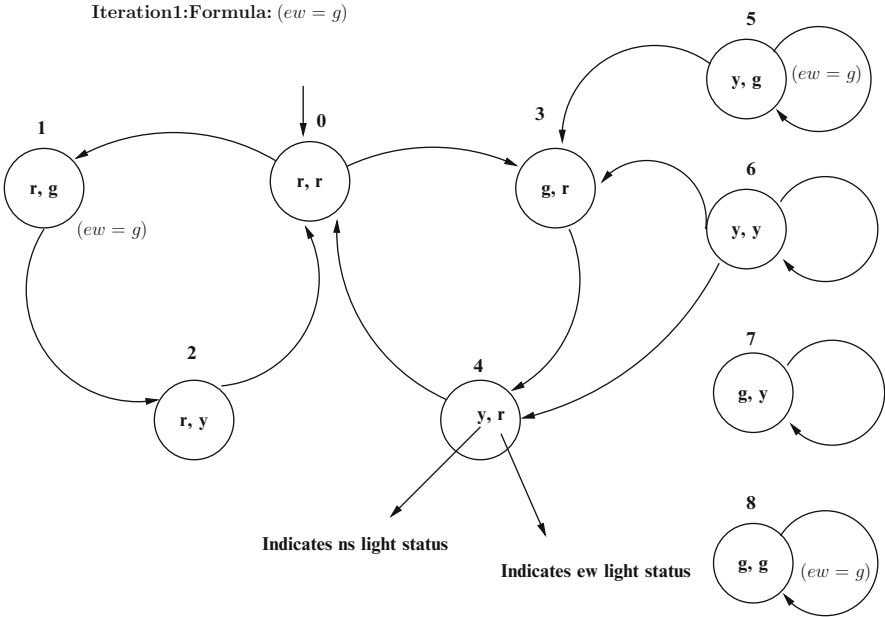 Iteration1:Formula: (ew = g)
5
y, g
(ew = g)
1
0
3
r, g
r, r
g, r
(ew = g)
6
y, y
2
r, y
4
y, r
7
g, y
Indicates ns light status
Indicates ew light status
8
g, g
(ew = g)